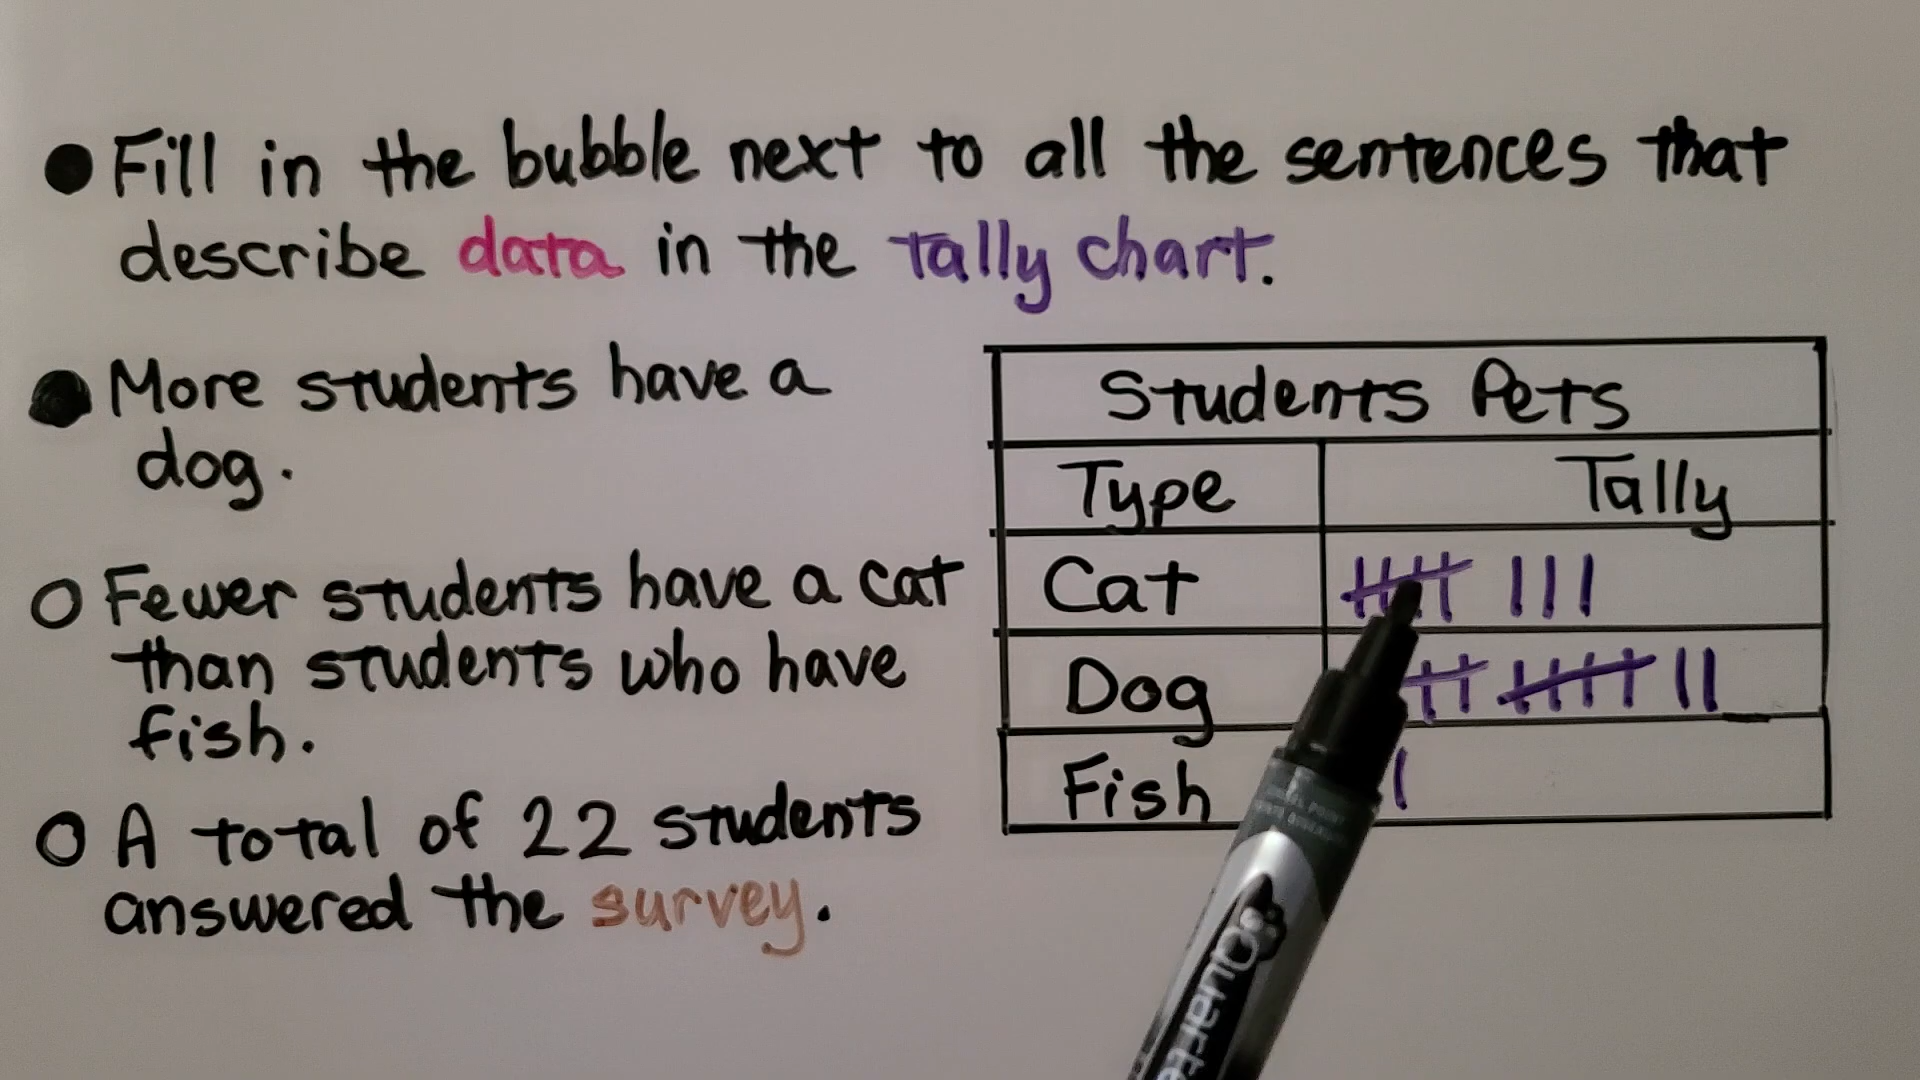 Fill in the bubble next to all the sentences that
describe data in the tally chart.
More students have a
dog.
Fewer students have a cat
than students who have
fish.
A total of 22 students
answered the survey.
Students Pets
Type Tally
Cat
Dog
Fish